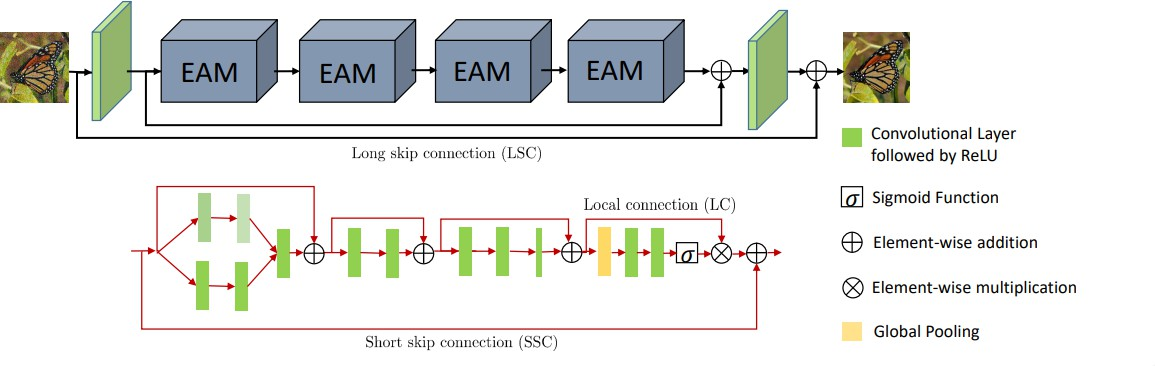 EAM
EAM
EAM
EAM
Long skip connection (LSC)
Convolutional Layer
followed by ReLU
σ
Sigmoid Function
Local connection (LC)
σ
Element-wise addition
Element-wise multiplication
Global Pooling
Short skip connection (SSC)